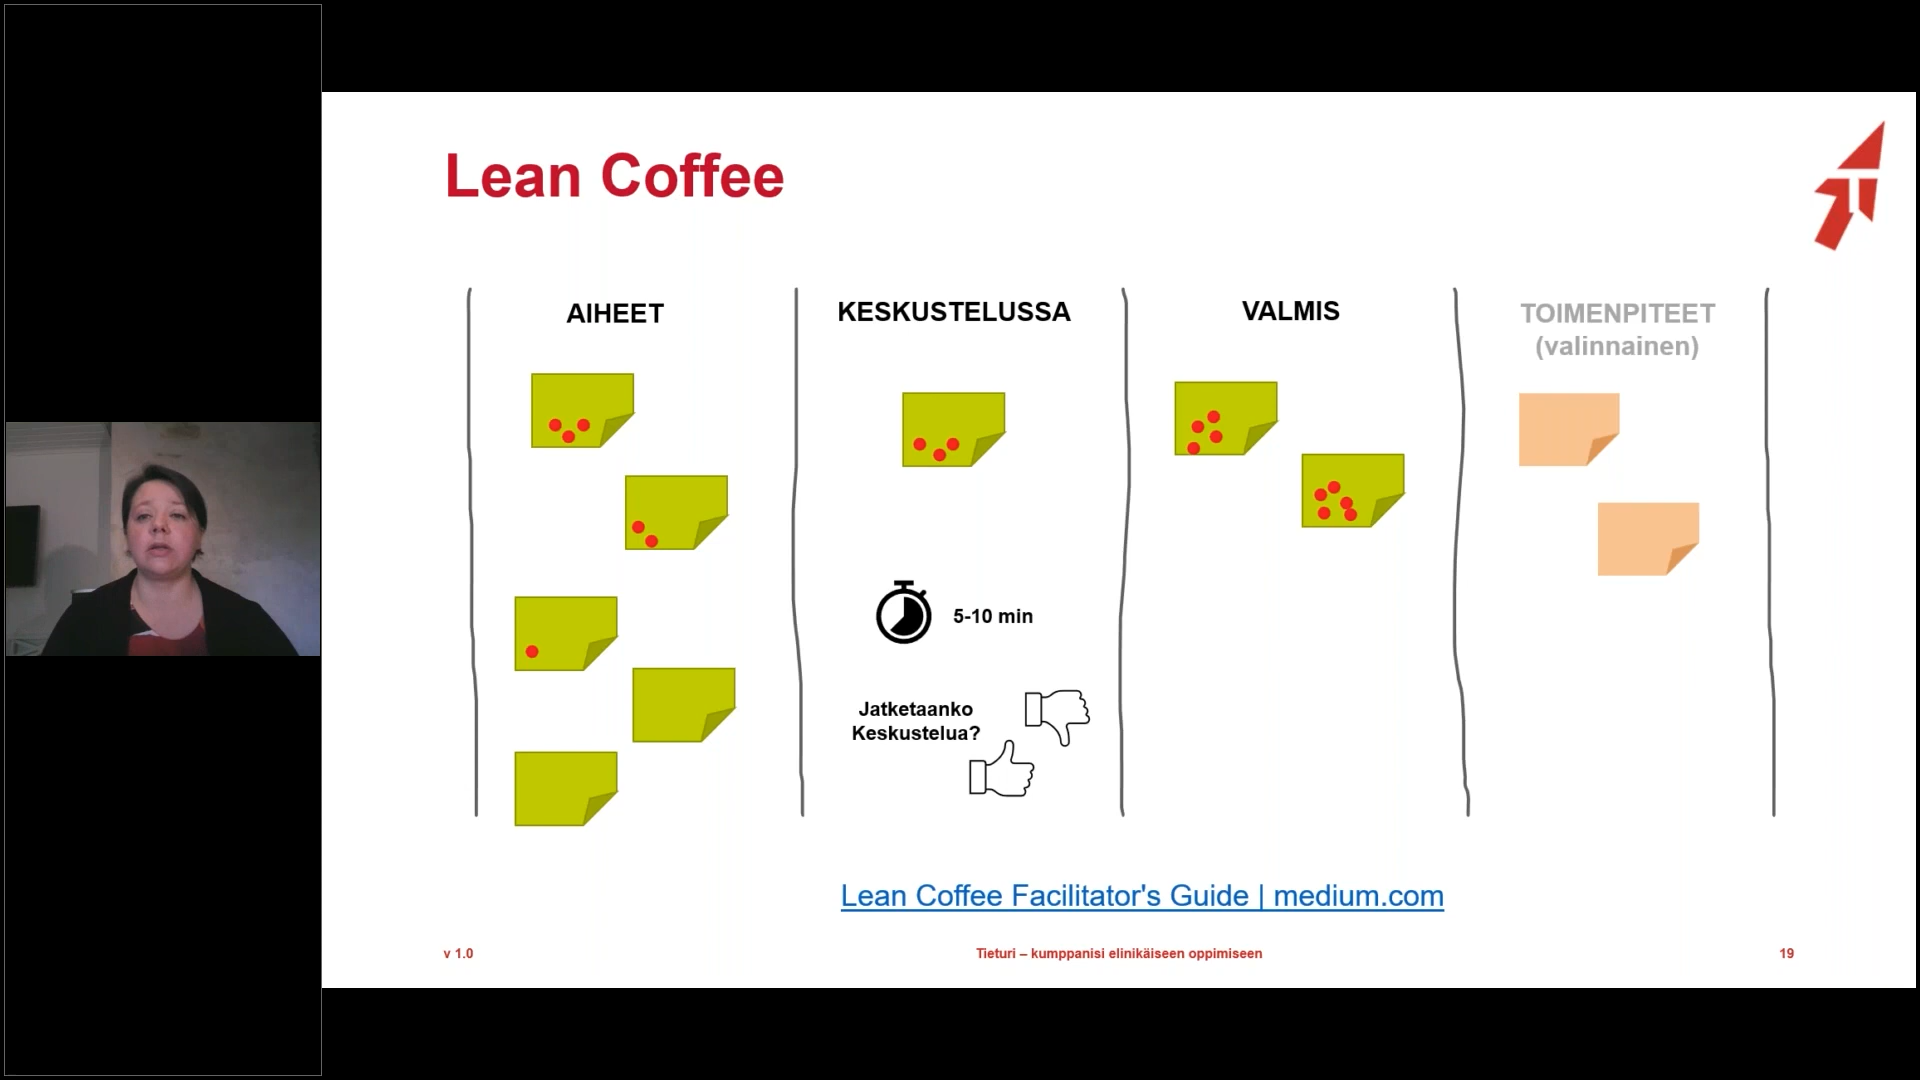 Lean Coffee
AIHEET
KESKUSTELUSSA
VALMIS
TOIMENPITEET
(valinnainen)
5-10 min
Jatketaanko
Keskustelua?
Lean Coffee Facilitator's Guide | medium.com
v 1.0
Tieturi – kumppanisi elinikäiseen oppimiseen
19